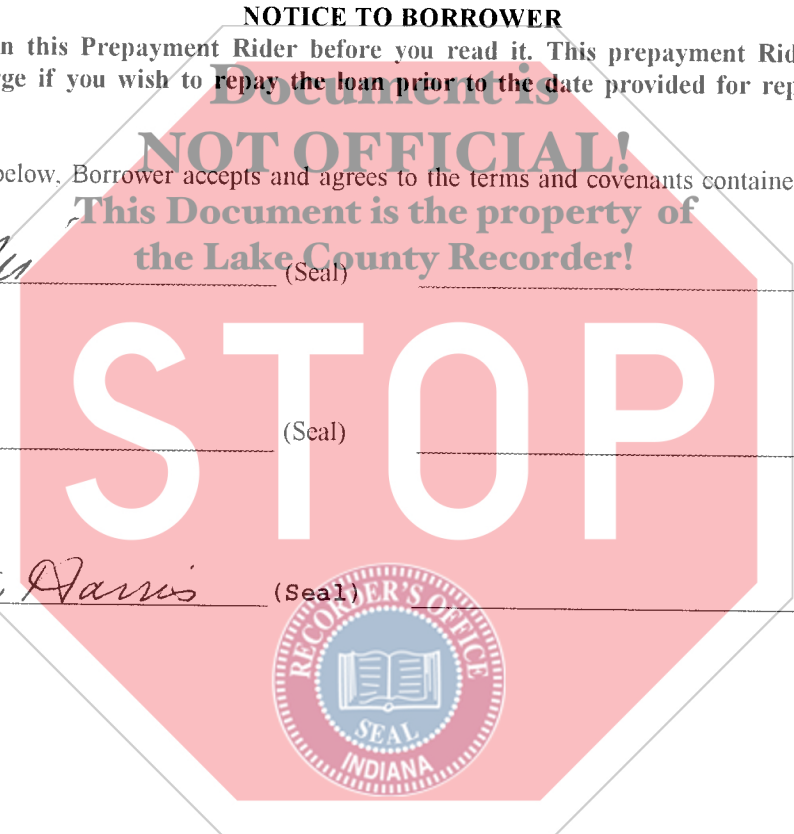 NOTICE TO BORROWER
n this Prepayment Rider before you read it. This prepayment Rid
rge if you wish to repay the loan prior to the date provided for rep
Document is
NOT OFFICIAL!
below, Borrower accepts and agrees to the terms and covenants containe
This Document is the property of
the Lake County Recorder!
(Seal)
STOP
(Seal)
Harris (Seal)
RECORDER'S OFFICE
SEAL
INDIANA